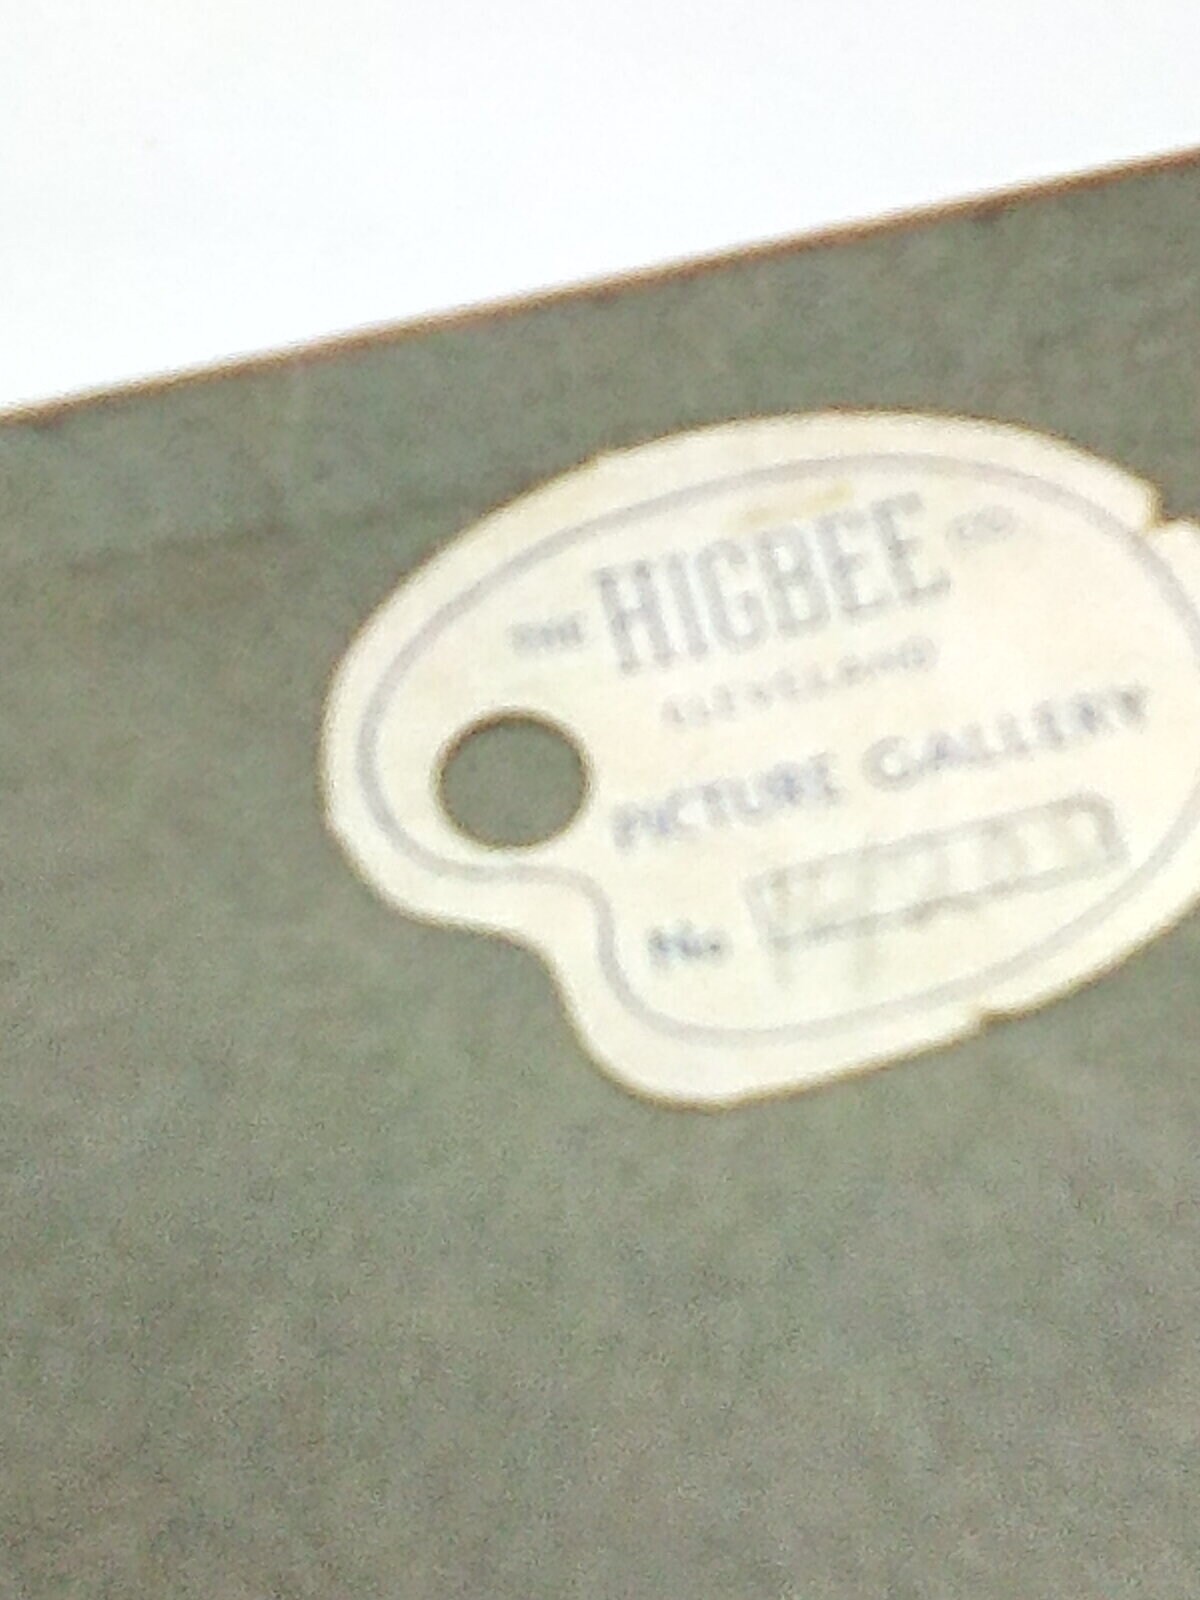 THE HIGBEE CO.
CLEVELAND
PICTURE GALLERY
No